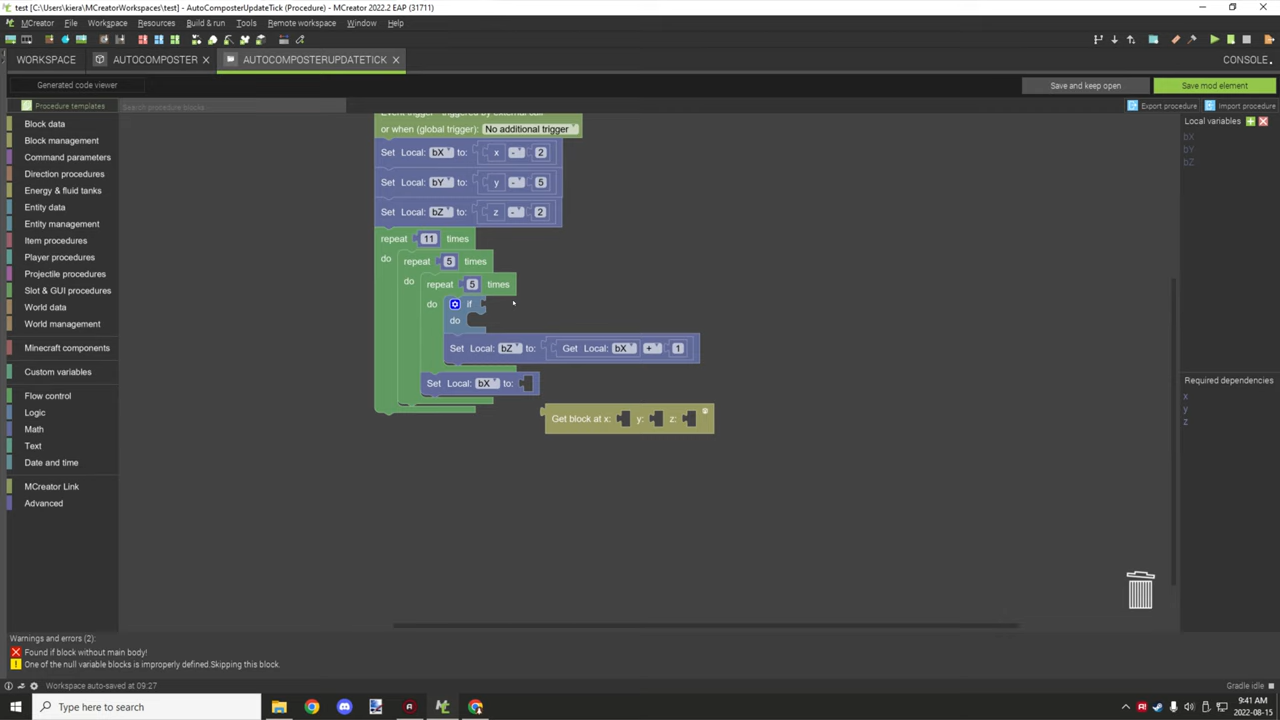 test [C:\Users\kiera\MCreatorWorkspaces\test] - AutoComposterUpdateTick (Procedure) - MCreator 2022.2 EAP (31711)
MCreator File Workspace Resources Build & run Tools Remote workspace Window Help
WORKSPACE AUTOCOMPOSTER AUTOCOMPOSTERUPDATETICK CONSOLE
Generated code viewer Save and keep open Save mod element
Procedure templates Search procedure blocks Export procedure Import procedure
Event trigger
or when (global trigger): No additional trigger
Local variables
bX
bY
bZ
Required dependencies
x
y
z
Block data
Block management
Command parameters
Direction procedures
Energy & fluid tanks
Entity data
Entity management
Item procedures
Player procedures
Projectile procedures
Slot & GUI procedures
World data
World management
Minecraft components
Custom variables
Flow control
Logic
Math
Text
Date and time
MCreator Link
Advanced
Set Local: bX to: x - 2
Set Local: bY to: y - 5
Set Local: bZ to: z - 2
repeat 11 times
do repeat 5 times
do repeat 5 times
do if
do
Set Local: bZ to: Get Local: bX + 1
Set Local: bX to:
Get block at x: y: z:
Warnings and errors (2):
Found if block without main body!
One of the null variable blocks is improperly defined.Skipping this block.
Workspace auto-saved at 09:27 Gradle idle
Type here to search
9:41 AM
2022-08-15